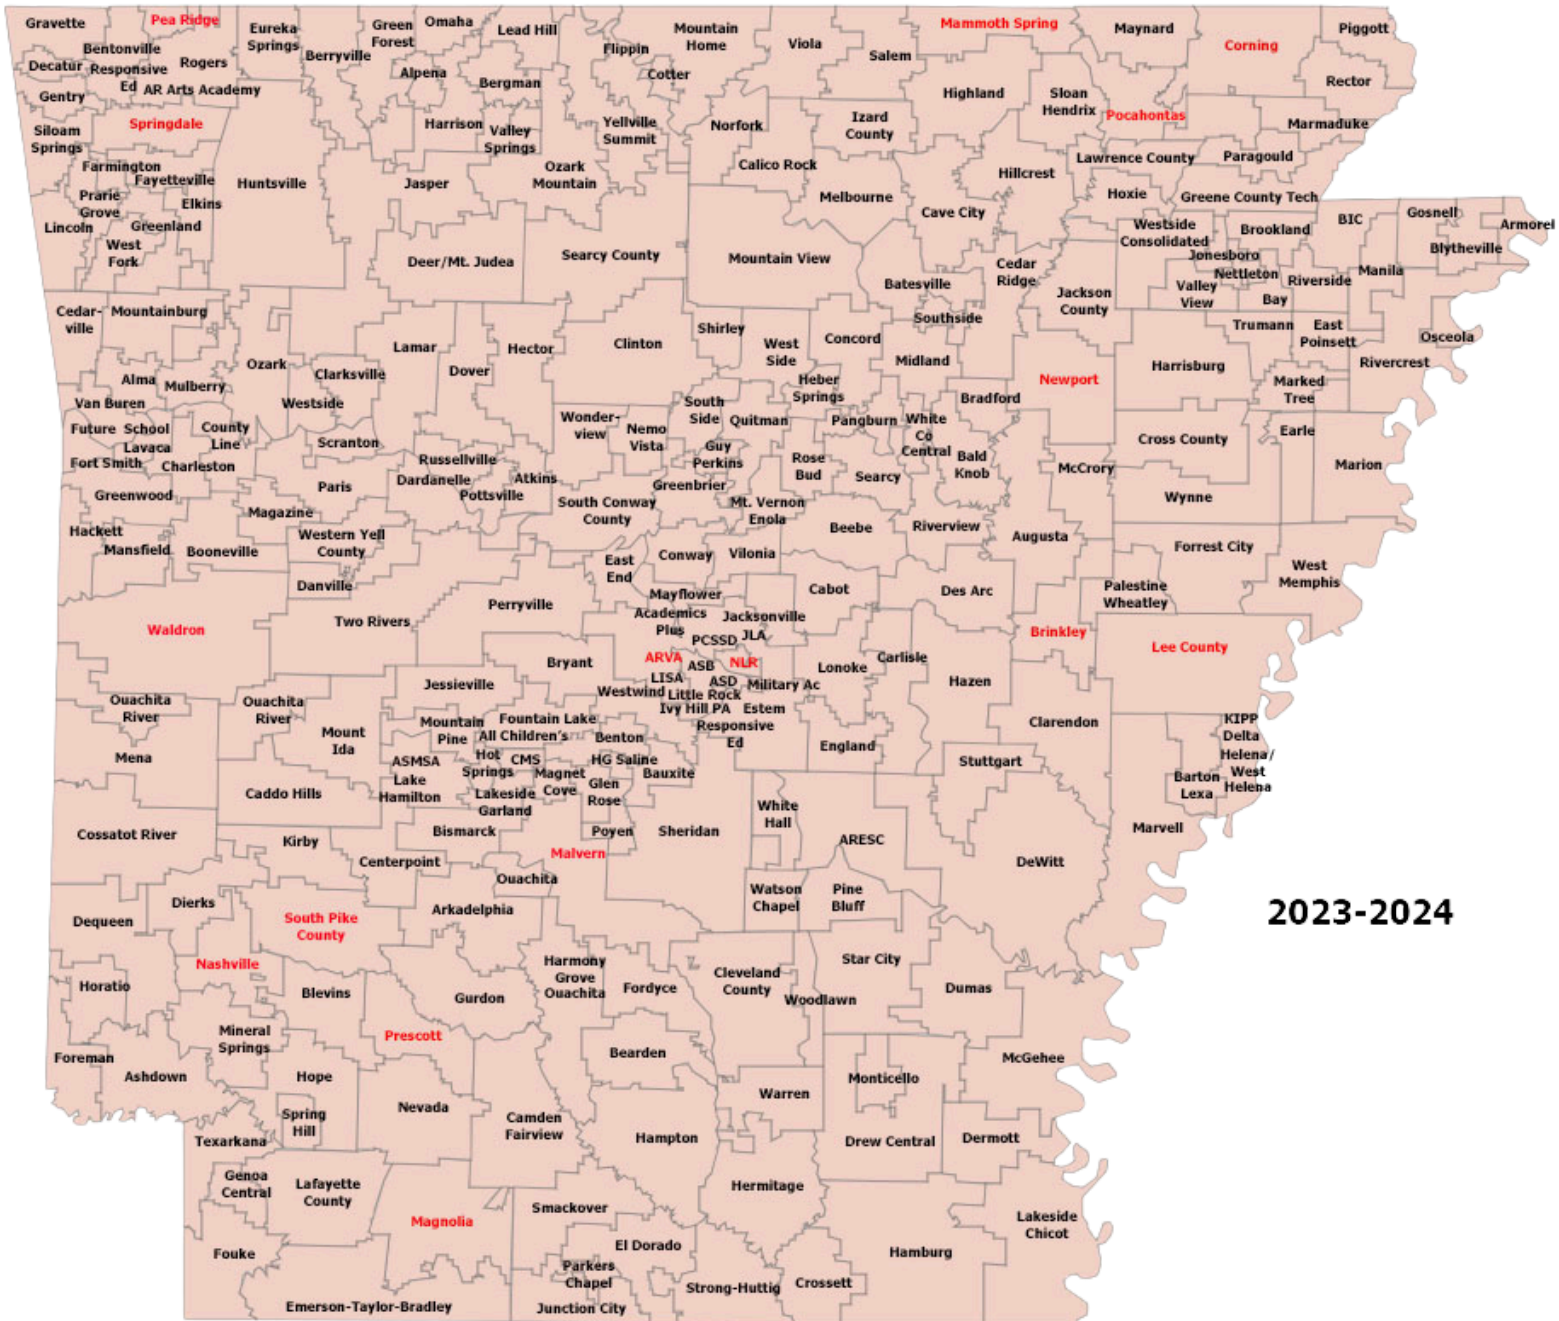 Gravette
Pea Ridge
Eureka
Springs
Green
Forest
Omaha
Lead Hill
Mountain
Home
Viola
Mammoth Spring
Maynard
Corning
Piggott
Bentonville
Berryville
Flippin
Salem
Decatur
Responsive
Ed
Rogers
Alpena
Bergman
Cotter
Highland
Sloan
Hendrix
Rector
Gentry
AR Arts Academy
Siloam
Springs
Springdale
Harrison
Valley
Springs
Yellville
Summit
Norfork
Izard
County
Pocahontas
Marmaduke
Farmington
Fayetteville
Huntsville
Jasper
Ozark
Mountain
Calico Rock
Melbourne
Hillcrest
Lawrence County
Paragould
Prarie
Grove
Elkins
Cave City
Hoxie
Greene County Tech
Lincoln
Greenland
West
Fork
Westside
Consolidated
Brookland
BIC
Gosnell
Armorel
Blytheville
Deer/Mt. Judea
Searcy County
Mountain View
Batesville
Cedar
Ridge
Jonesboro
Nettleton
Riverside
Manila
Jackson
County
Valley
View
Bay
Cedar-
ville
Mountainburg
Southside
Shirley
Trumann
East
Poinsett
Osceola
Ozark
Lamar
Hector
Clinton
West
Side
Concord
Midland
Harrisburg
Rivercrest
Alma
Mulberry
Clarksville
Dover
Heber
Springs
Newport
Marked
Tree
Van Buren
Westside
South
Side
Bradford
Future School
County
Line
Wonder-
view
Nemo
Vista
Quitman
Pangburn
White
Co
Central
Earle
Lavaca
Scranton
Guy
Perkins
Cross County
Fort Smith
Charleston
Russellville
Rose
Bud
Searcy
Bald
Knob
McCrory
Marion
Greenwood
Paris
Dardanelle
Atkins
Greenbrier
Pottsville
Wynne
Magazine
South Conway
County
Mt. Vernon
Enola
Hackett
Mansfield
Booneville
Western Yell
County
Beebe
Riverview
Augusta
Forrest City
East
End
Conway
Vilonia
West
Memphis
Danville
Perryville
Mayflower
Cabot
Des Arc
Palestine
Wheatley
Waldron
Two Rivers
Academics
Plus
Jacksonville
PCSSD
JLA
Brinkley
Lee County
Bryant
ARVA
ASB
NLR
Lonoke
Carlisle
Jessieville
LISA
ASD
Military Ac
Hazen
Westwind
Little Rock
Ouachita
River
Ouachita
River
Ivy Hill PA
Estem
Clarendon
Mountain
Pine
Fountain Lake
All Children's
Benton
Responsive
Ed
KIPP
Delta
Mena
Mount
Ida
England
Stuttgart
ASMSA
Hot
Springs
CMS
HG Saline
Helena/
West
Helena
Lake
Hamilton
Magnet
Cove
Bauxite
Barton
Lexa
Caddo Hills
Lakeside
Garland
Glen
Rose
White
Hall
Cossatot River
Kirby
Bismarck
Poyen
Sheridan
ARESC
Marvell
Centerpoint
Malvern
DeWitt
Ouachita
Watson
Chapel
Pine
Bluff
Dierks
Dequeen
South Pike
County
Arkadelphia
2023-2024
Nashville
Harmony
Grove
Ouachita
Star City
Horatio
Blevins
Gurdon
Fordyce
Cleveland
County
Woodlawn
Dumas
Mineral
Springs
Prescott
Bearden
Foreman
Ashdown
Hope
McGehee
Monticello
Nevada
Warren
Spring
Hill
Camden
Fairview
Texarkana
Hampton
Drew Central
Dermott
Genoa
Central
Lafayette
County
Hermitage
Magnolia
Smackover
Lakeside
Chicot
Fouke
El Dorado
Hamburg
Parkers
Chapel
Strong-Huttig
Crossett
Emerson-Taylor-Bradley
Junction City